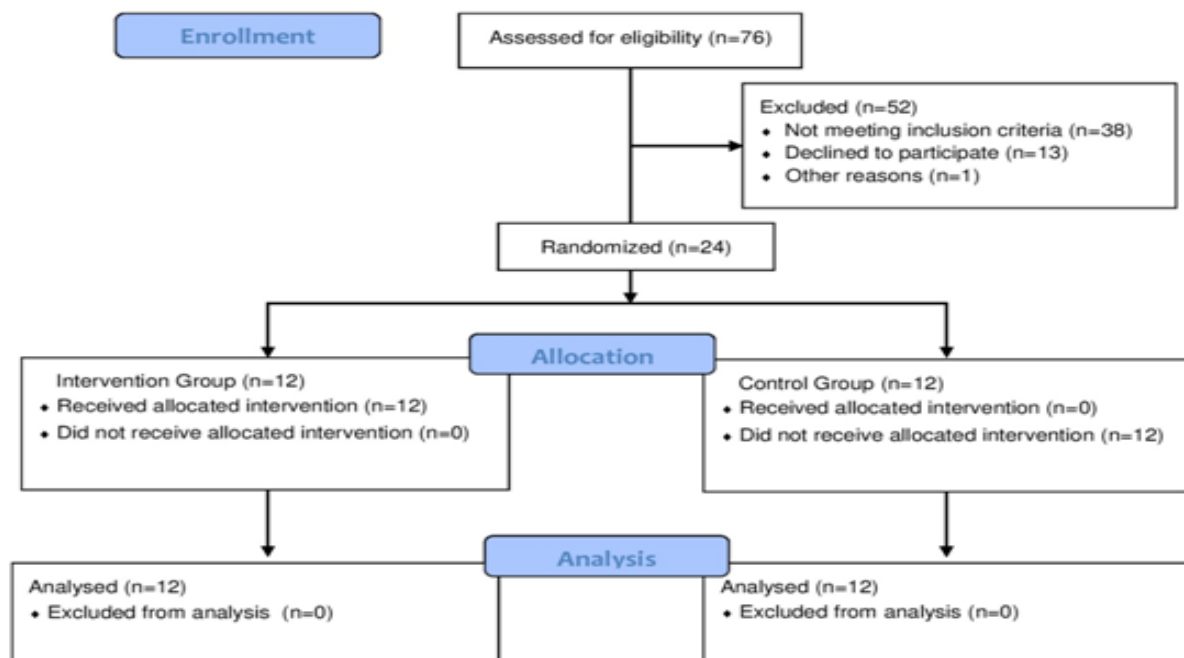 Enrollment
Assessed for eligibility (n=76)
Excluded (n=52)
⬥ Not meeting inclusion criteria (n=38)
⬥ Declined to participate (n=13)
⬥ Other reasons (n=1)
Randomized (n=24)
Allocation
Intervention Group (n=12)
⬥ Received allocated intervention (n=12)
⬥ Did not receive allocated intervention (n=0)
Control Group (n=12)
⬥ Received allocated intervention (n=0)
⬥ Did not receive allocated intervention (n=12)
Analysis
Analysed (n=12)
⬥ Excluded from analysis (n=0)
Analysed (n=12)
⬥ Excluded from analysis (n=0)